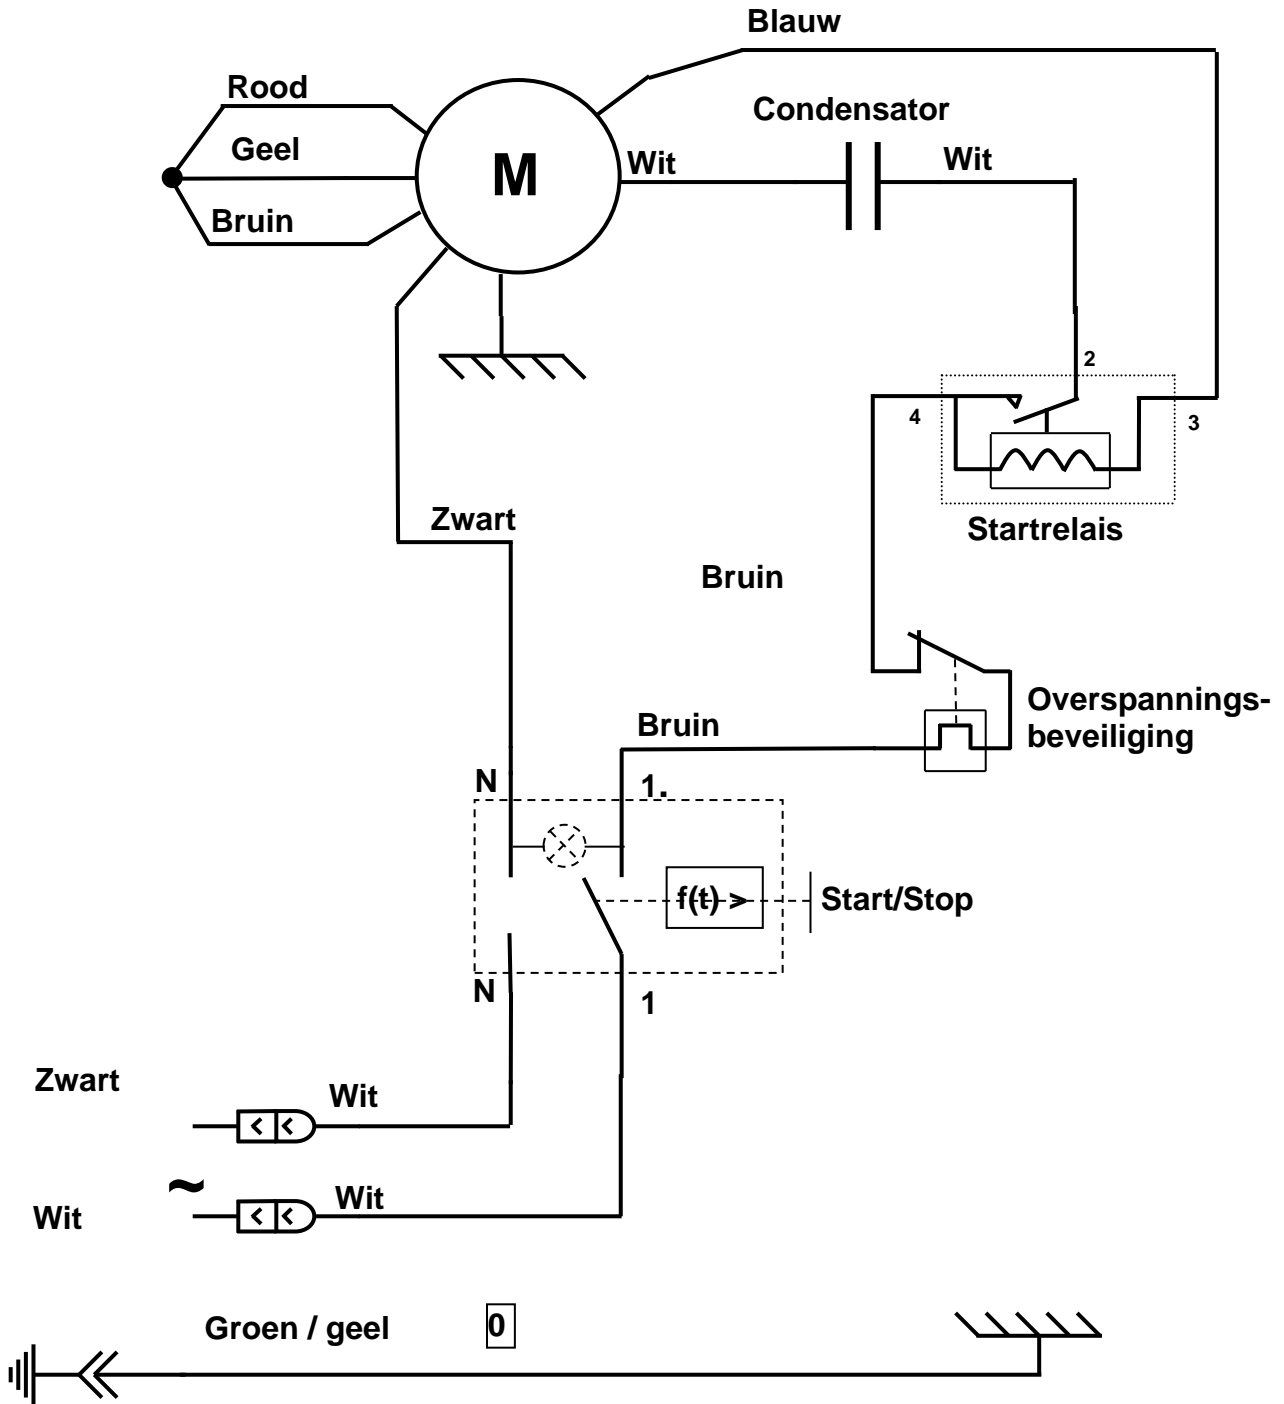 Blauw
Rood
Condensator
Geel
M
Wit
Wit
Bruin
2
4
3
Zwart
Startrelais
Bruin
Overspannings-
beveiliging
Bruin
N
1.
f(t) >
Start/Stop
N
1
Zwart
Wit
~
Wit
Wit
Groen / geel
0